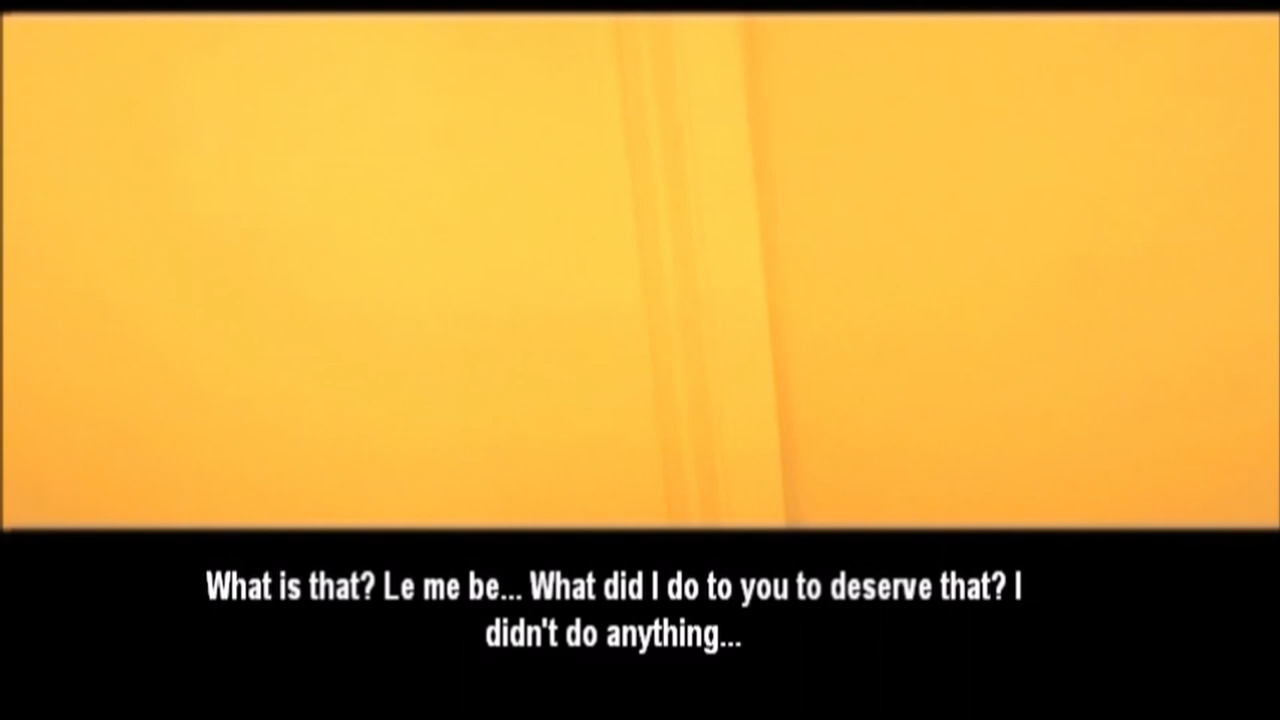 What is that? Le me be... What did I do to you to deserve that? I
didn't do anything...